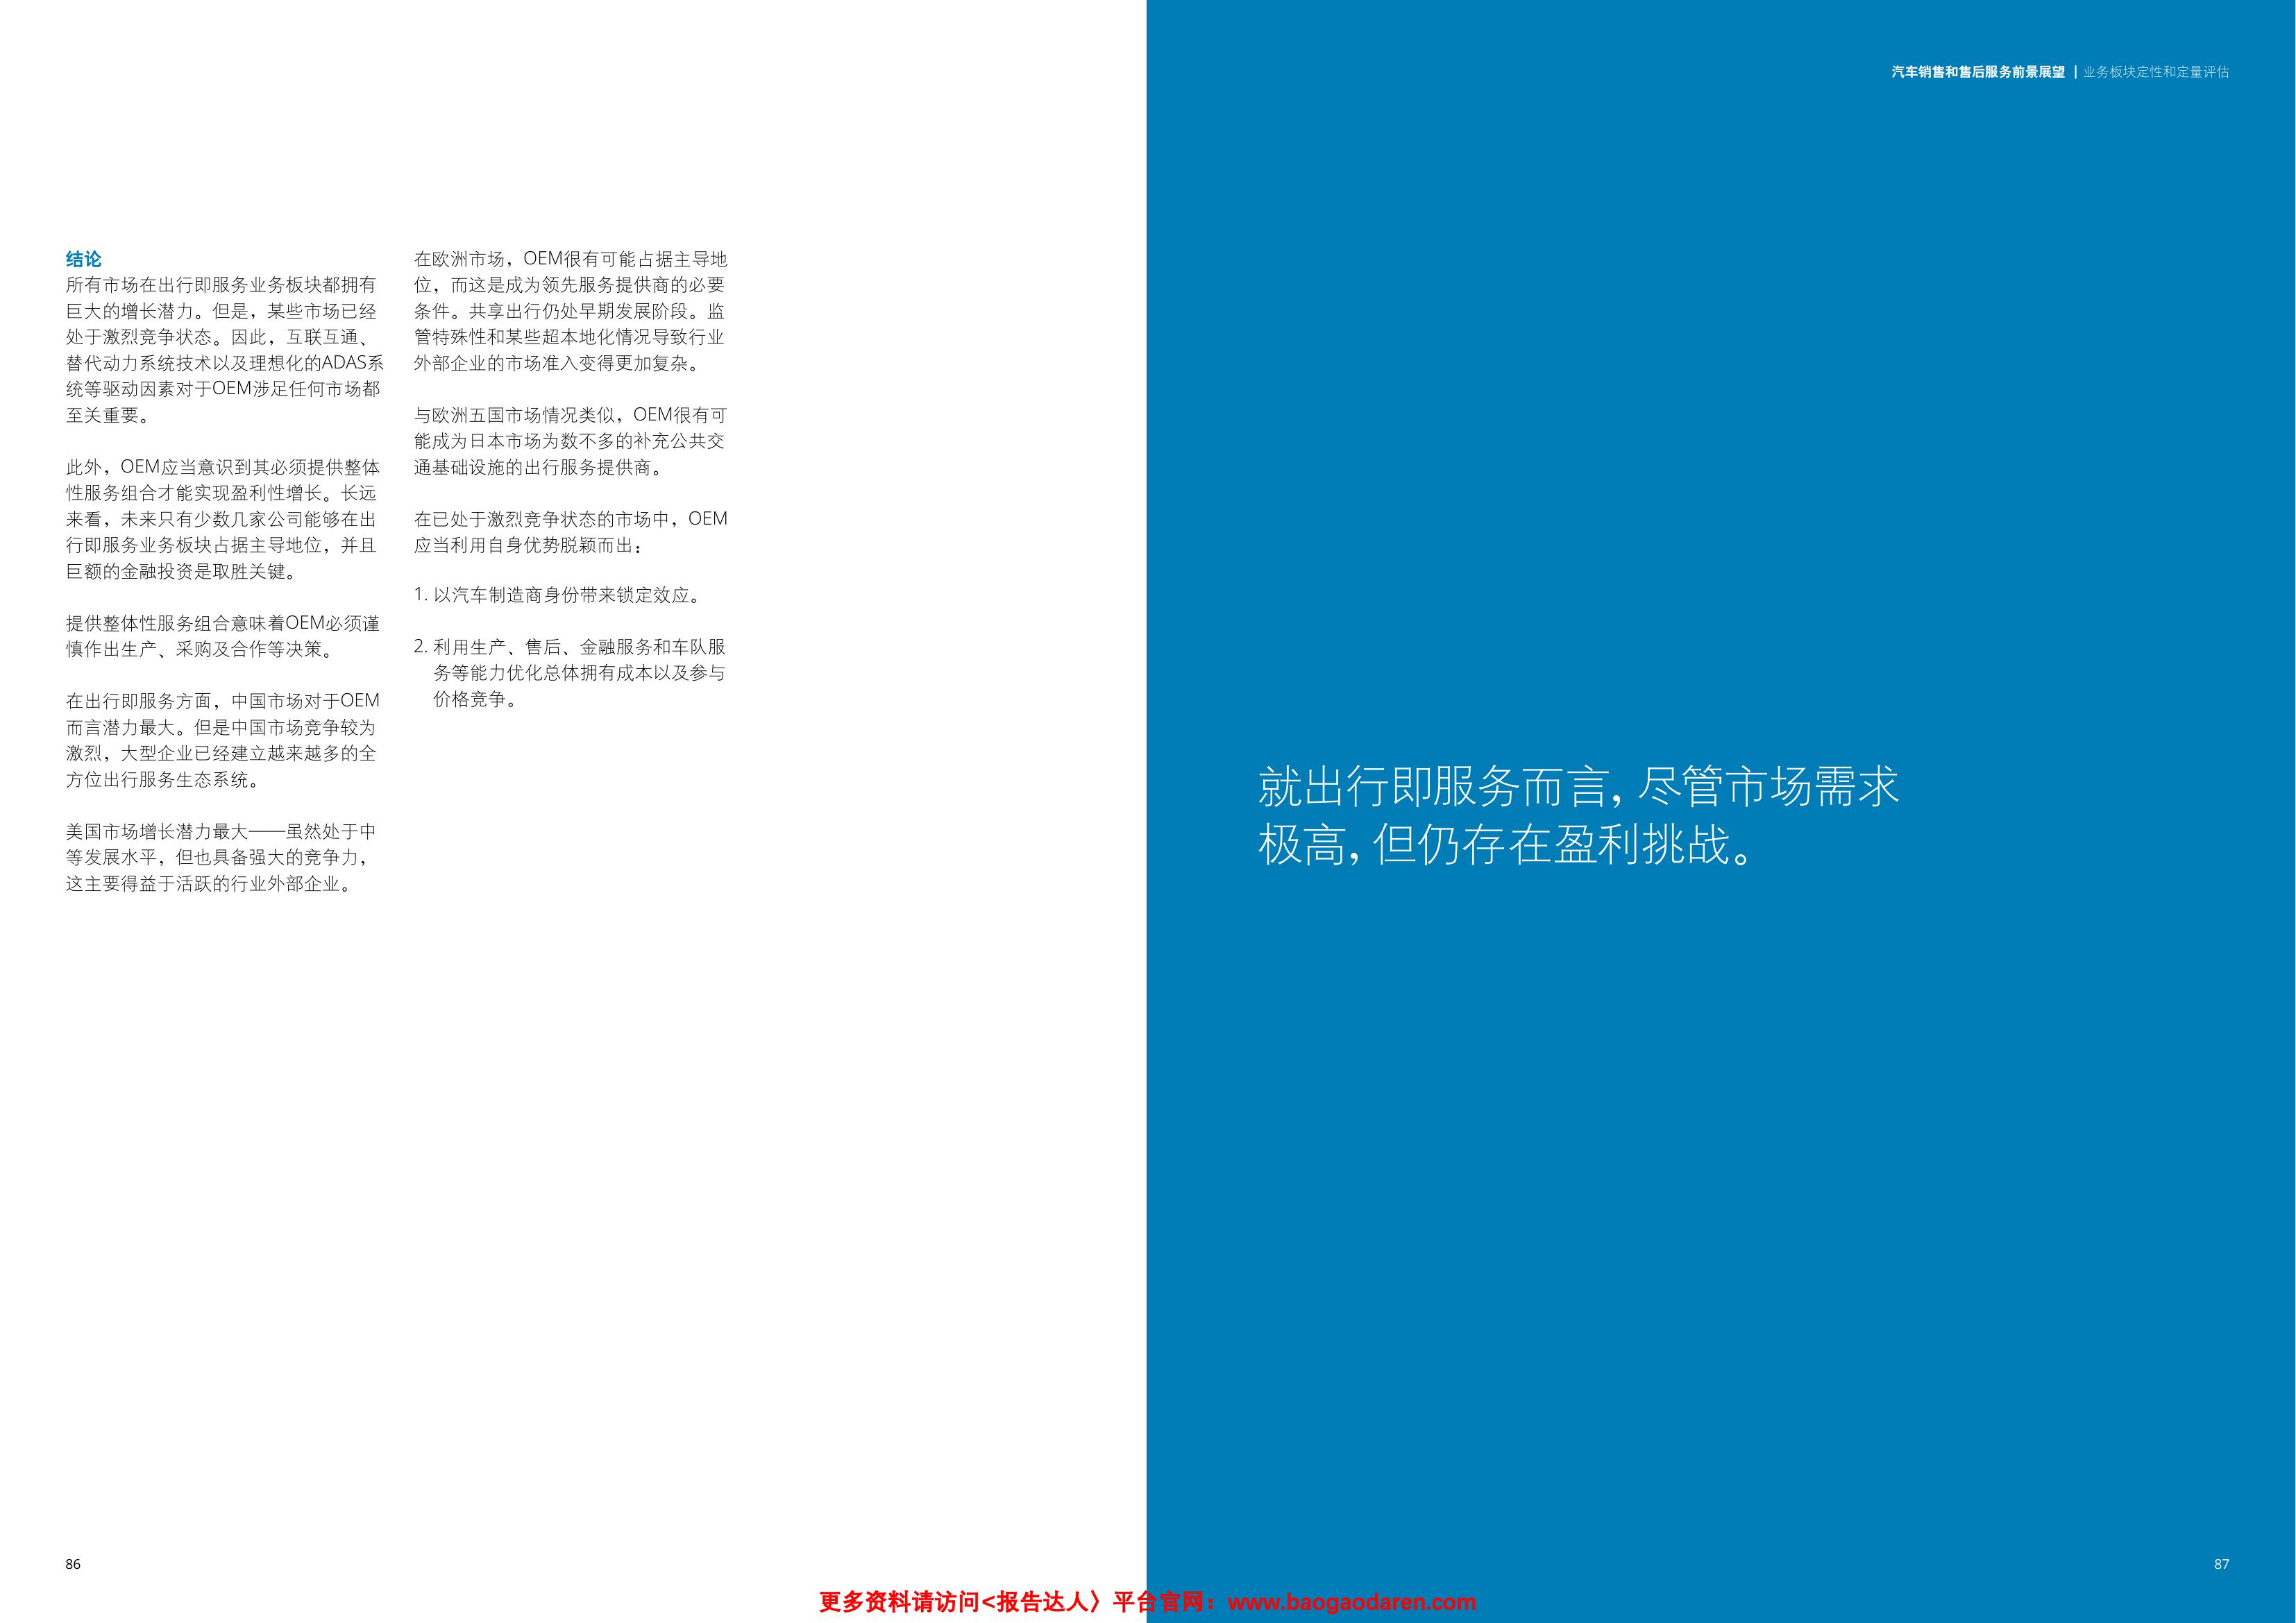 结论
所有市场在出行即服务业务板块都拥有
巨大的增长潜力。但是，某些市场已经
处于激烈竞争状态。因此，互联互通、
替代动力系统技术以及理想化的ADAS系
统等驱动因素对于OEM涉足任何市场都
至关重要。
此外，OEM应当意识到其必须提供整体
性服务组合才能实现盈利性增长。长远
来看，未来只有少数几家公司能够在出
行即服务业务板块占据主导地位，并且
巨额的金融投资是取胜关键。
提供整体性服务组合意味着OEM必须谨
慎作出生产、采购及合作等决策。
在出行即服务方面，中国市场对于OEM
而言潜力最大。但是中国市场竞争较为
激烈，大型企业已经建立越来越多的全
方位出行服务生态系统。
美国市场增长潜力最大——虽然处于中
等发展水平，但也具备强大的竞争力，
这主要得益于活跃的行业外部企业。
在欧洲市场，OEM很有可能占据主导地
位，而这是成为领先服务提供商的必要
条件。共享出行仍处早期发展阶段。监
管特殊性和某些超本地化情况导致行业
外部企业的市场准入变得更加复杂。
与欧洲五国市场情况类似，OEM很有可
能成为日本市场为数不多的补充公共交
通基础设施的出行服务提供商。
在已处于激烈竞争状态的市场中，OEM
应当利用自身优势脱颖而出：
1. 以汽车制造商身份带来锁定效应。
2. 利用生产、售后、金融服务和车队服
务等能力优化总体拥有成本以及参与
价格竞争。
86
汽车销售和售后服务前景展望 | 业务板块定性和定量评估
就出行即服务而言，尽管市场需求
极高，但仍存在盈利挑战。
87
更多资料请访问<报告达人〉平台官网：www.baogaodaren.com